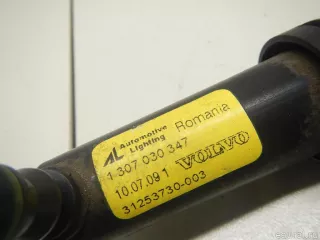 AL Automotive Lighting Romania
1 307 030 347
10.07.09 1 VOLVO
31253730-003